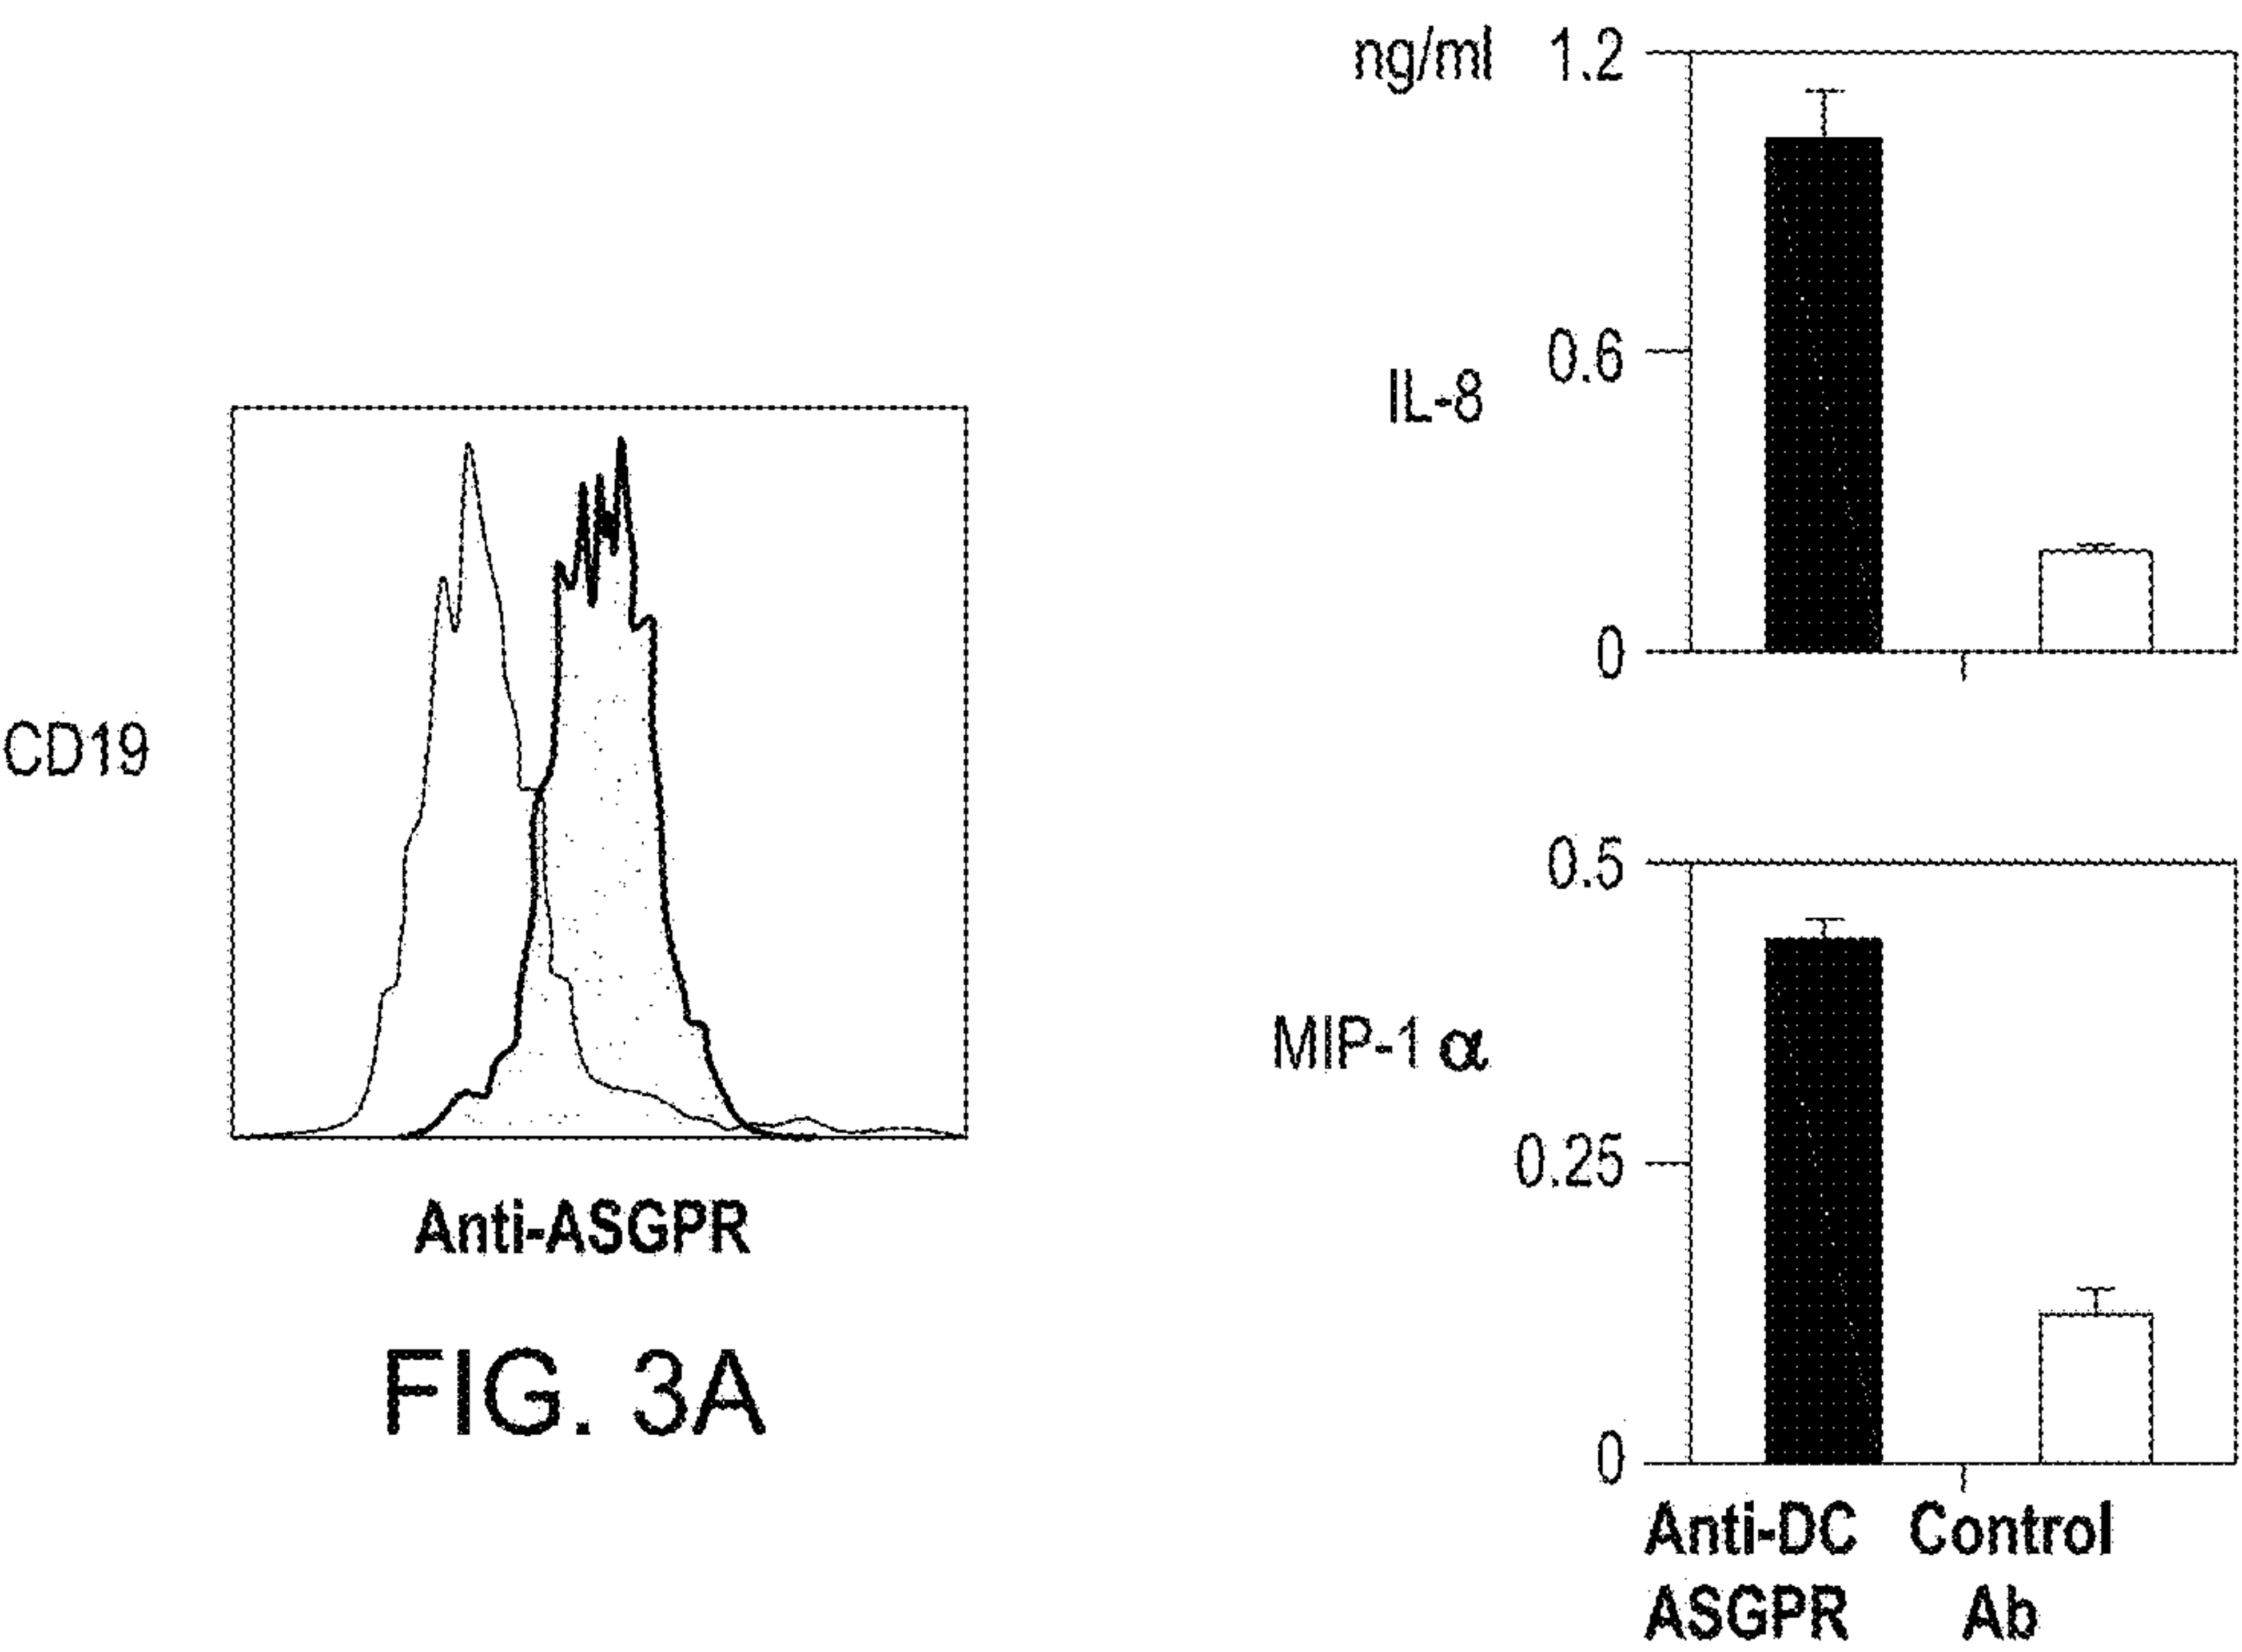 CD19
Anti-ASGPR
FIG. 3A
ng/ml 1.2
0.6
IL-8
0
0.5
MIP-1 α
0.25
0
Anti-DC Control
ASGPR Ab